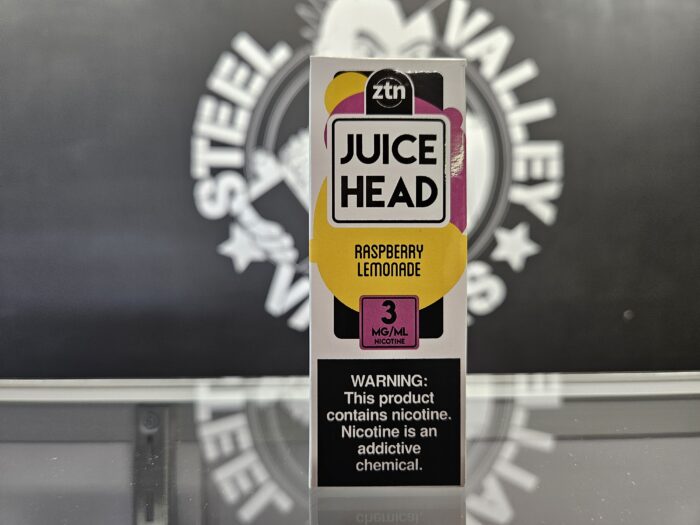 STEEL VALLEY
ztn
JUICE
HEAD
RASPBERRY
LEMONADE
3
MG/ML
NICOTINE
WARNING:
This product
contains nicotine.
Nicotine is an
addictive
chemical.